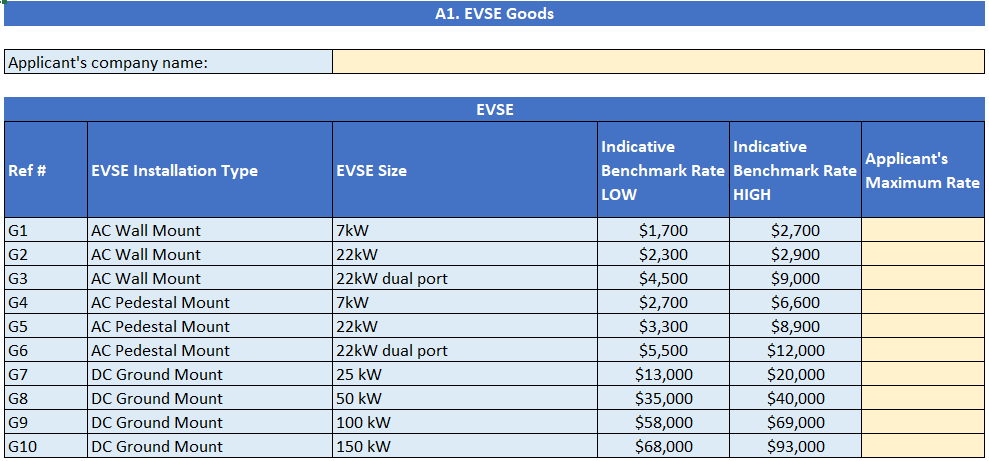 A1. EVSE Goods
Applicant's company name:
EVSE
Ref # EVSE Installation Type EVSE Size Indicative Benchmark Rate LOW Indicative Benchmark Rate HIGH Applicant's Maximum Rate
G1 AC Wall Mount 7kW $1,700 $2,700
G2 AC Wall Mount 22kW $2,300 $2,900
G3 AC Wall Mount 22kW dual port $4,500 $9,000
G4 AC Pedestal Mount 7kW $2,700 $6,600
G5 AC Pedestal Mount 22kW $3,300 $8,900
G6 AC Pedestal Mount 22kW dual port $5,500 $12,000
G7 DC Ground Mount 25 kW $13,000 $20,000
G8 DC Ground Mount 50 kW $35,000 $40,000
G9 DC Ground Mount 100 kW $58,000 $69,000
G10 DC Ground Mount 150 kW $68,000 $93,000